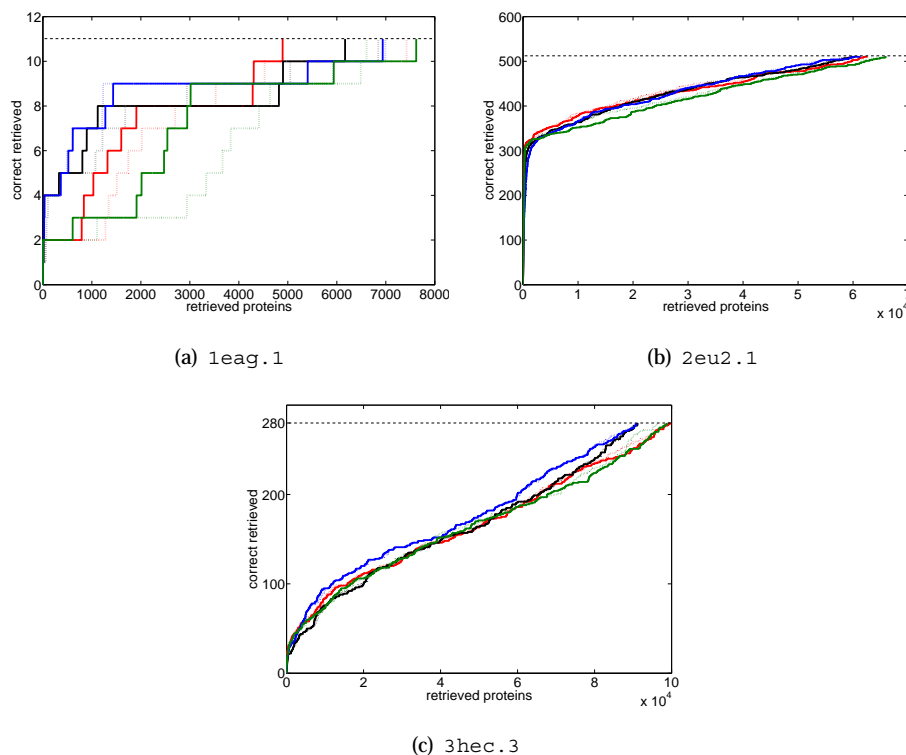 12
10
8
6
4
2
0
correct retrieved
0 1000 2000 3000 4000 5000 6000 7000 8000
retrieved proteins
(a) 1eag.1
600
500
400
300
200
100
0
correct retrieved
0 1 2 3 4 5 6 70
retrieved proteins
x 10^4
(b) 2eu2.1
280
200
100
0
correct retrieved
0 2 4 6 8 10
retrieved proteins
x 10^4
(c) 3hec.3